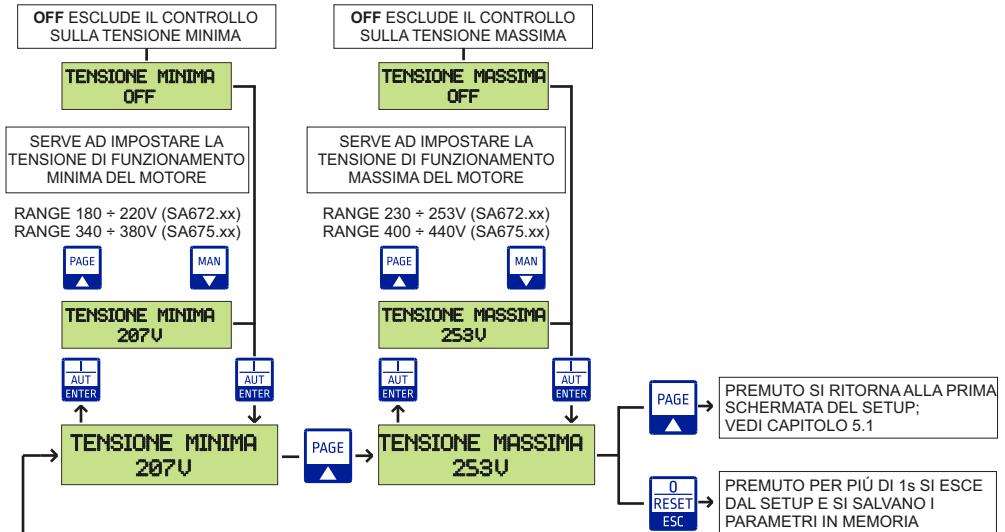 OFF ESCLUDE IL CONTROLLO
SULLA TENSIONE MINIMA
TENSIONE MINIMA
OFF
SERVE AD IMPOSTARE LA
TENSIONE DI FUNZIONAMENTO
MINIMA DEL MOTORE
RANGE 180 ÷ 220V (SA672.xx)
RANGE 340 ÷ 380V (SA675.xx)
PAGE
MAN
TENSIONE MINIMA
207V
I
AUT
ENTER
I
AUT
ENTER
TENSIONE MINIMA
207V
PAGE
OFF ESCLUDE IL CONTROLLO
SULLA TENSIONE MASSIMA
TENSIONE MASSIMA
OFF
SERVE AD IMPOSTARE LA
TENSIONE DI FUNZIONAMENTO
MASSIMA DEL MOTORE
RANGE 230 ÷ 253V (SA672.xx)
RANGE 400 ÷ 440V (SA675.xx)
PAGE
MAN
TENSIONE MASSIMA
253V
I
AUT
ENTER
I
AUT
ENTER
TENSIONE MASSIMA
253V
PAGE
PREMUTO SI RITORNA ALLA PRIMA
SCHERMATA DEL SETUP;
VEDI CAPITOLO 5.1
0
RESET
ESC
PREMUTO PER PIÚ DI 1s SI ESCE
DAL SETUP E SI SALVANO I
PARAMETRI IN MEMORIA